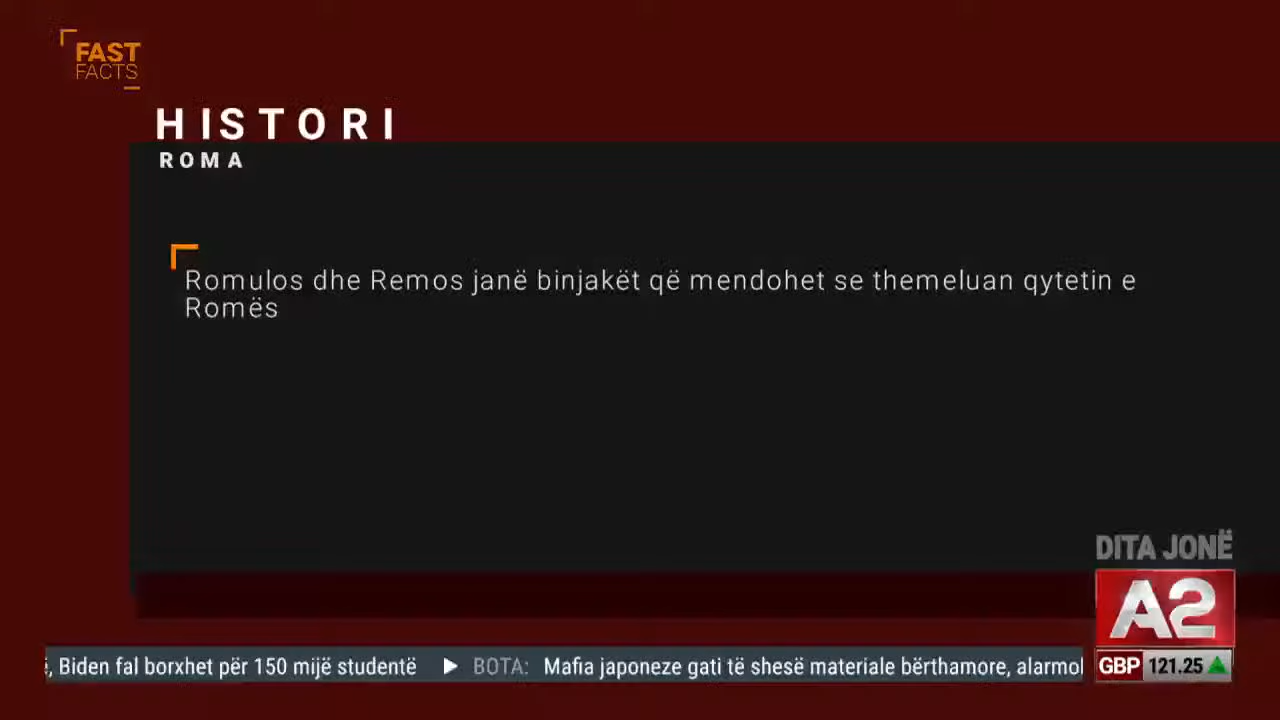 FAST
FACTS
HISTORI
ROMA
Romulos dhe Remos janë binjakët që mendohet se themeluan qytetin e
Romës
DITA JONË
A2
, Biden fal borxhet për 150 mijë studentë ▶ BOTA: Mafia japoneze gati të shesë materiale bërthamore,
GBP 121.25